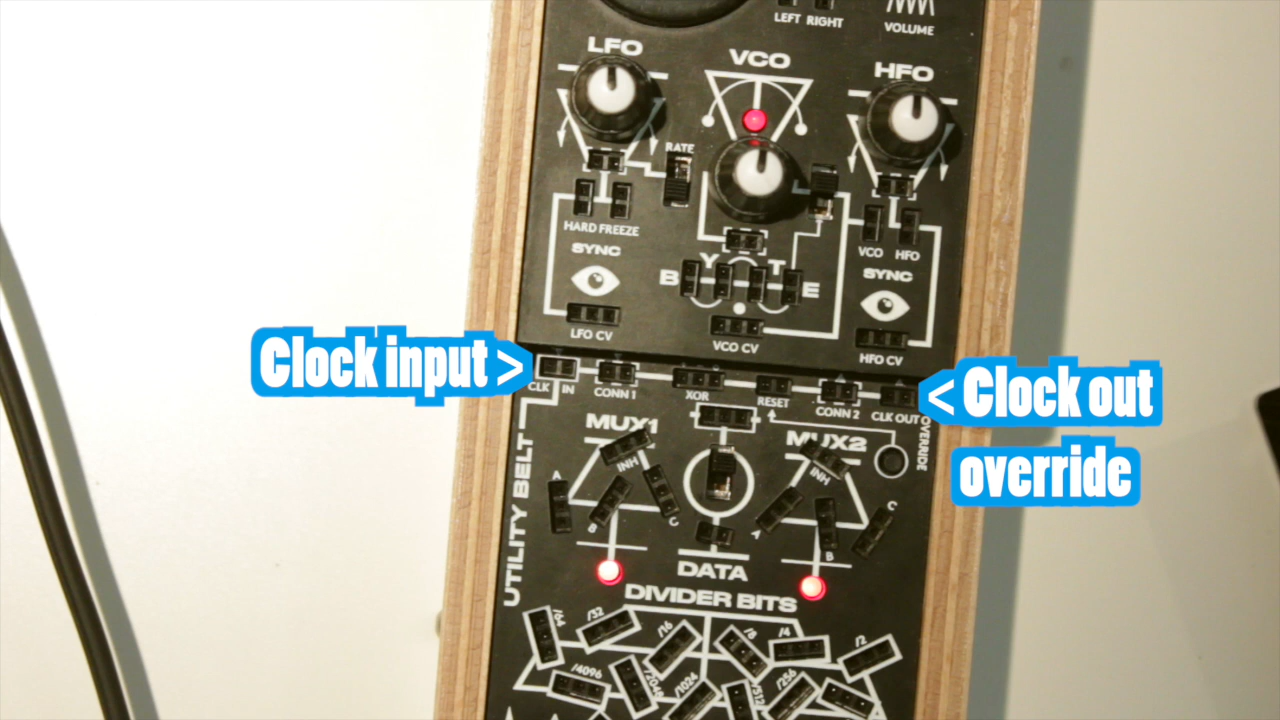 LEFT RIGHT
VOLUME
LFO
VCO
HFO
RATE
HARD FREEZE
SYNC
VCO HFO
SYNC
B Y T E
LFO CV
VCO CV
HFO CV
Clock input >
< Clock out
override
CLK IN
CONN 1
XOR
RESET
CONN 2
CLK OUT
OVERRIDE
MUX1
MUX2
INH
INH
A
B
C
A
B
C
UTILITY BELT
DATA
DIVIDER BITS
/64
/32
/16
/8
/4
/2
/4096
/2048
/1024
/512
/256